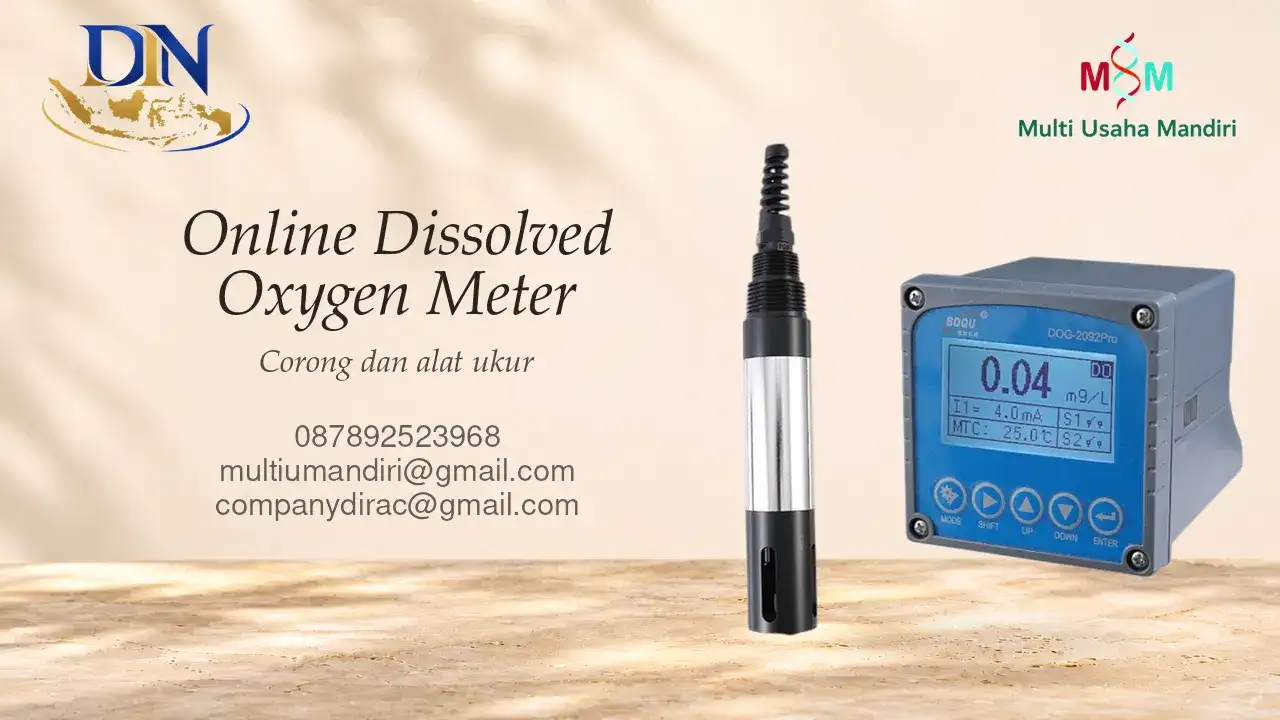 DIN
M M
Multi Usaha Mandiri
Online Dissolved
Oxygen Meter
Corong dan alat ukur
087892523968
multiumandiri@gmail.com
companydirac@gmail.com
BOQU ®
DOG-2092Pro
0.04 DO
mg/L
I1= 4.0mA S1
MTC: 25.0℃ S2
MODE SHIFT UP DOWN ENTER